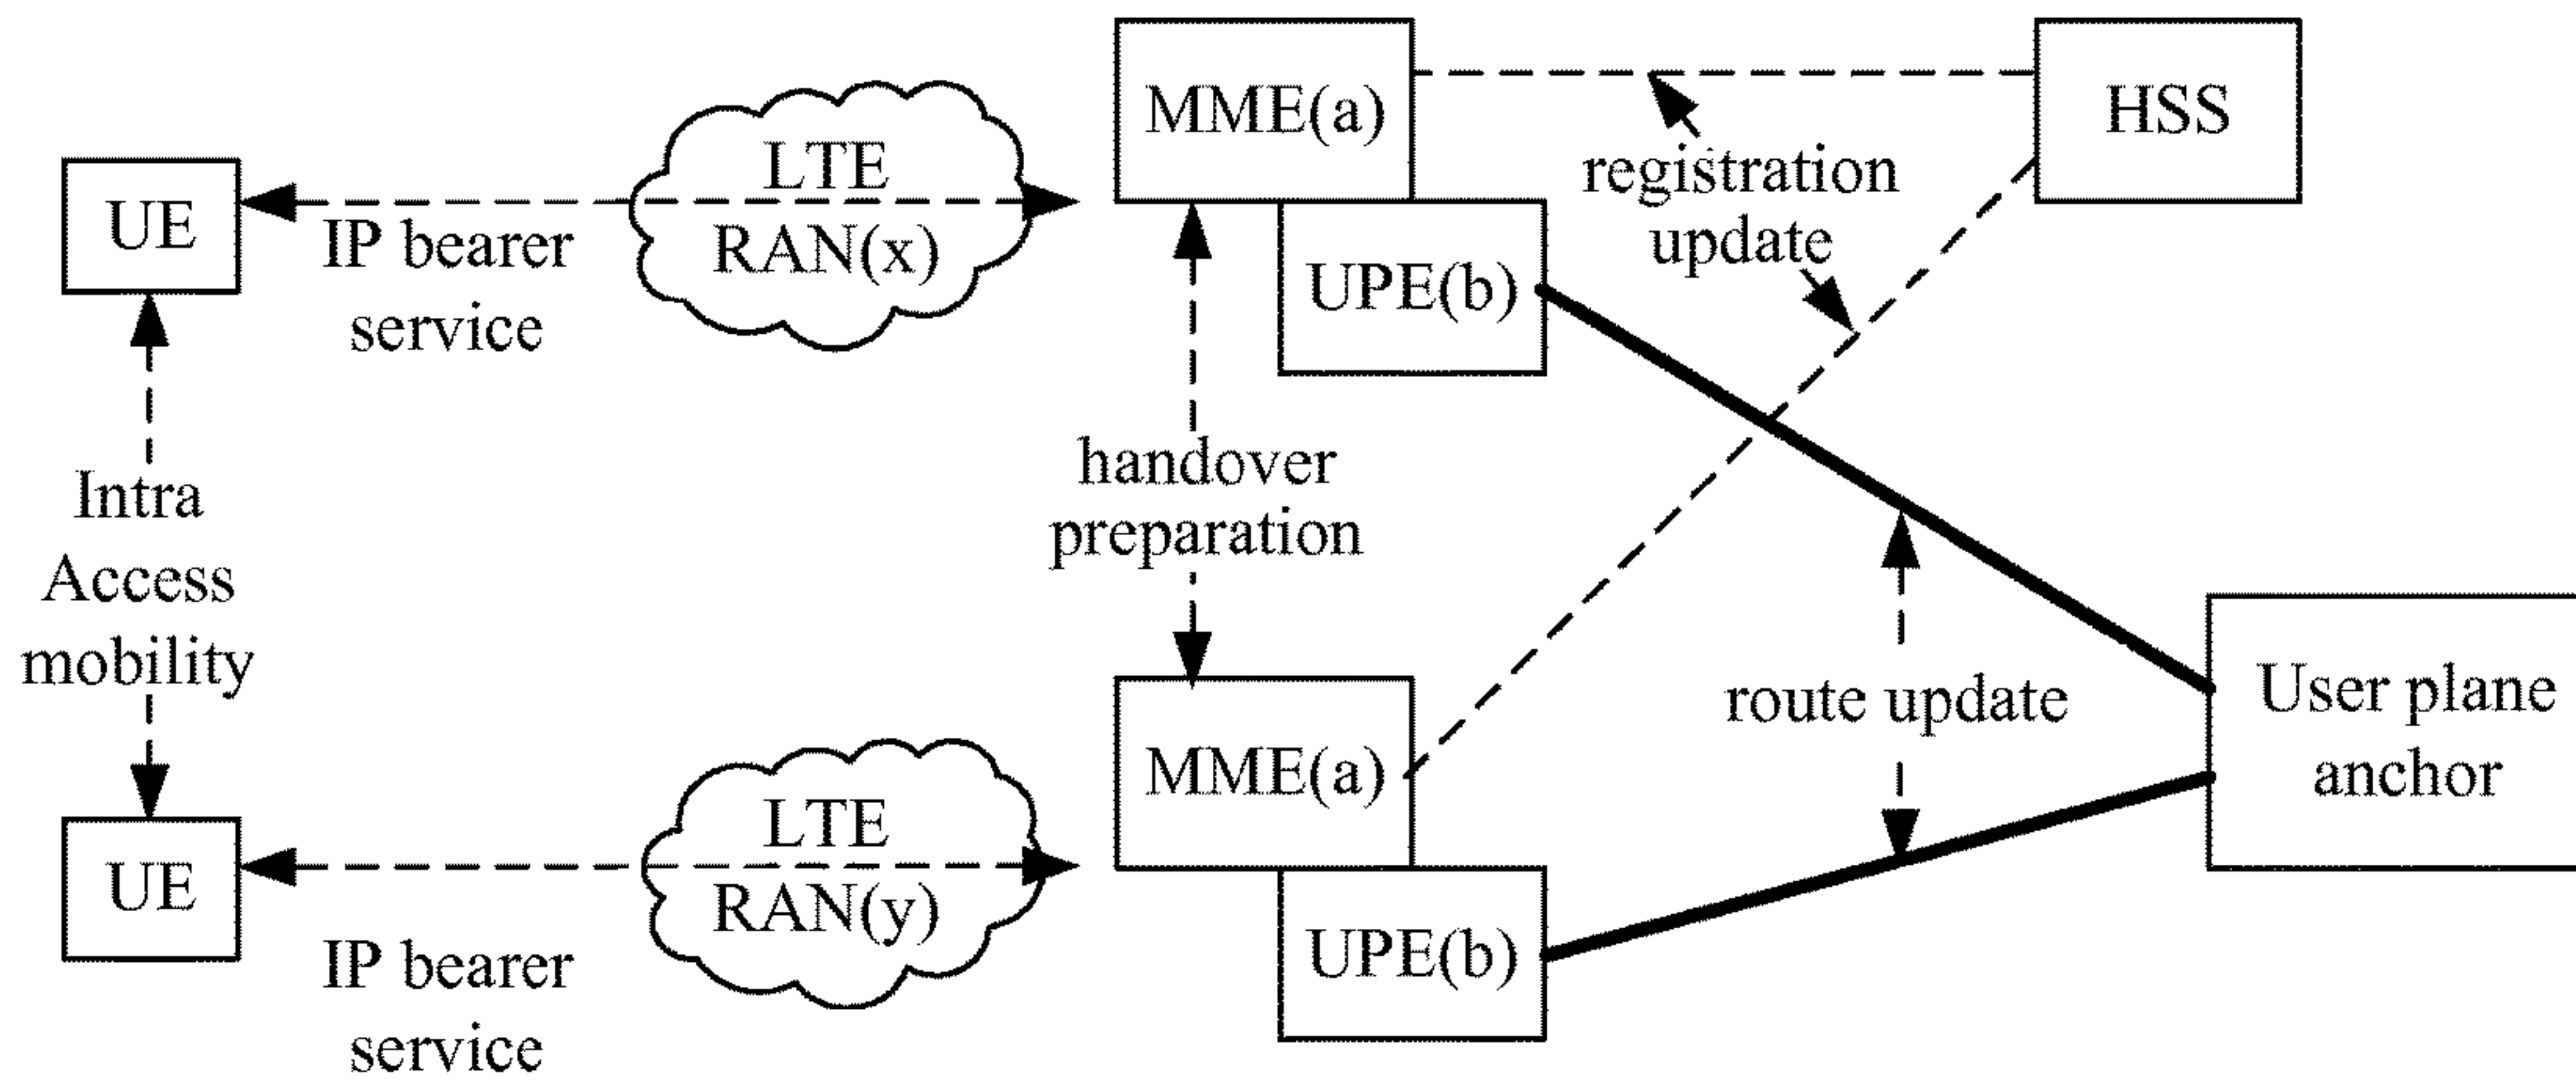 MME(a)
HSS
LTE
RAN(x)
UE
IP bearer
service
registration
update
UPE(b)
handover
preparation
Intra
Access
mobility
route update
User plane
anchor
MME(a)
LTE
RAN(y)
UE
IP bearer
service
UPE(b)